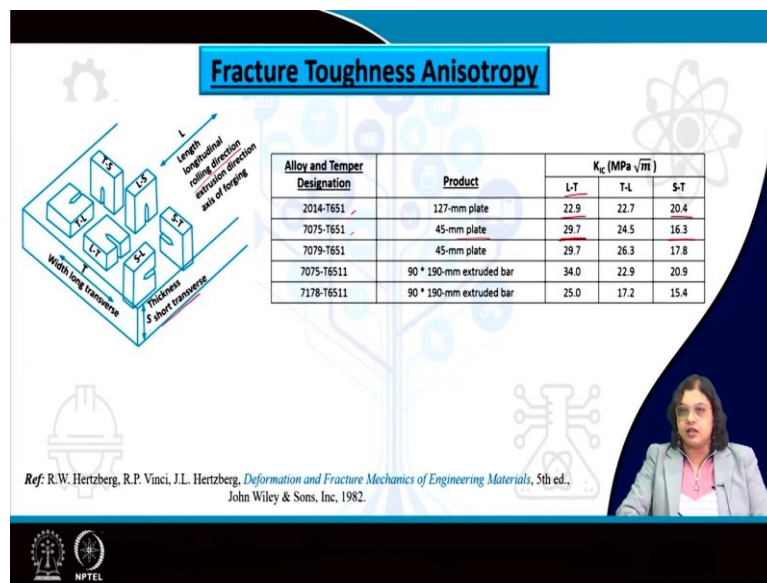 Fracture Toughness Anisotropy
L
Length
longitudinal
rolling direction
extrusion direction
axis of forging
T-S
L-S
T-L
S-T
L-T
S-L
T
Width long transverse
Thickness
S short transverse
Alloy and Temper Designation Product K_IC (MPa √m)
L-T T-L S-T
2014-T651 127-mm plate 22.9 22.7 20.4
7075-T651 45-mm plate 29.7 24.5 16.3
7079-T651 45-mm plate 29.7 26.3 17.8
7075-T6511 90 * 190-mm extruded bar 34.0 22.9 20.9
7178-T6511 90 * 190-mm extruded bar 25.0 17.2 15.4
Ref: R.W. Hertzberg, R.P. Vinci, J.L. Hertzberg, Deformation and Fracture Mechanics of Engineering Materials, 5th ed.,
John Wiley & Sons, Inc, 1982.
NPTEL